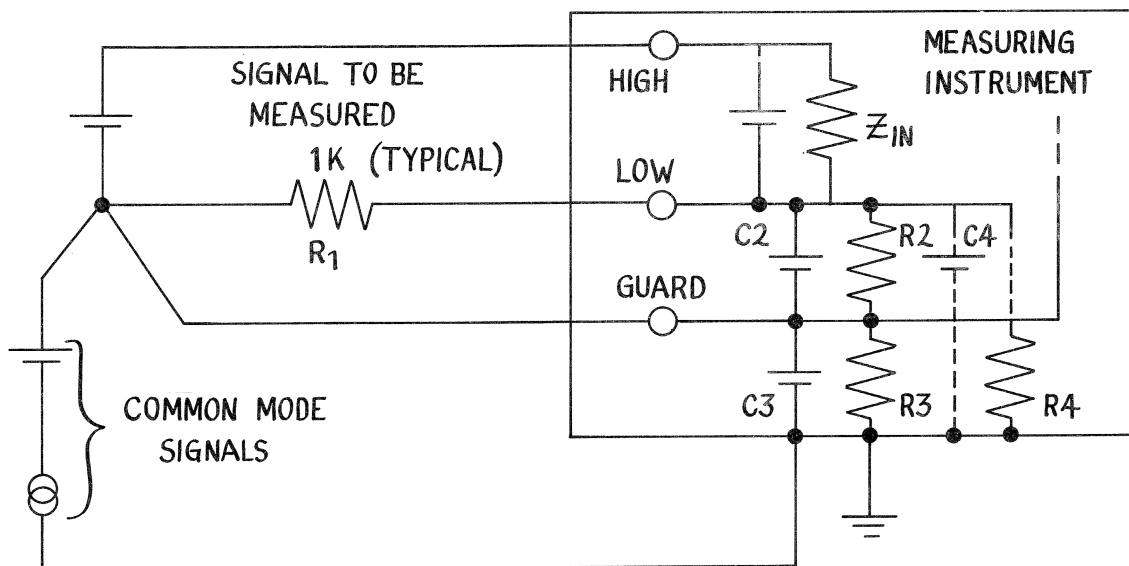 SIGNAL TO BE
MEASURED
1K (TYPICAL)
R1
COMMON MODE
SIGNALS
HIGH
LOW
GUARD
MEASURING
INSTRUMENT
ZIN
C2
R2
C4
C3
R3
R4